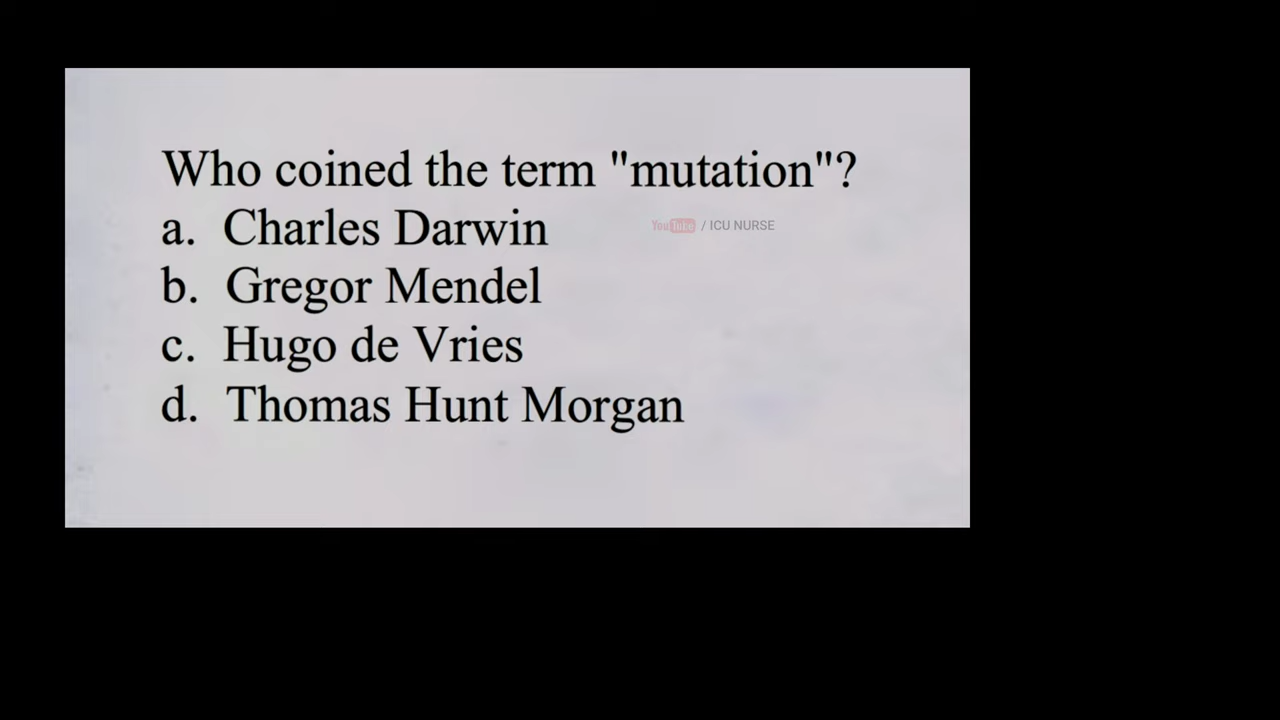 Who coined the term "mutation"?
a. Charles Darwin
YouTube / ICU NURSE
b. Gregor Mendel
c. Hugo de Vries
d. Thomas Hunt Morgan